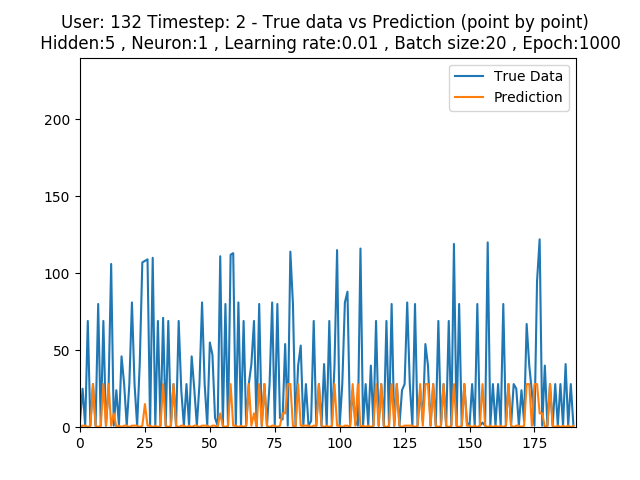 User: 132 Timestep: 2 - True data vs Prediction (point by point)
Hidden:5 , Neuron:1 , Learning rate:0.01 , Batch size:20 , Epoch:1000
True Data
Prediction
200
150
100
50
0
0 25 50 75 100 125 150 175